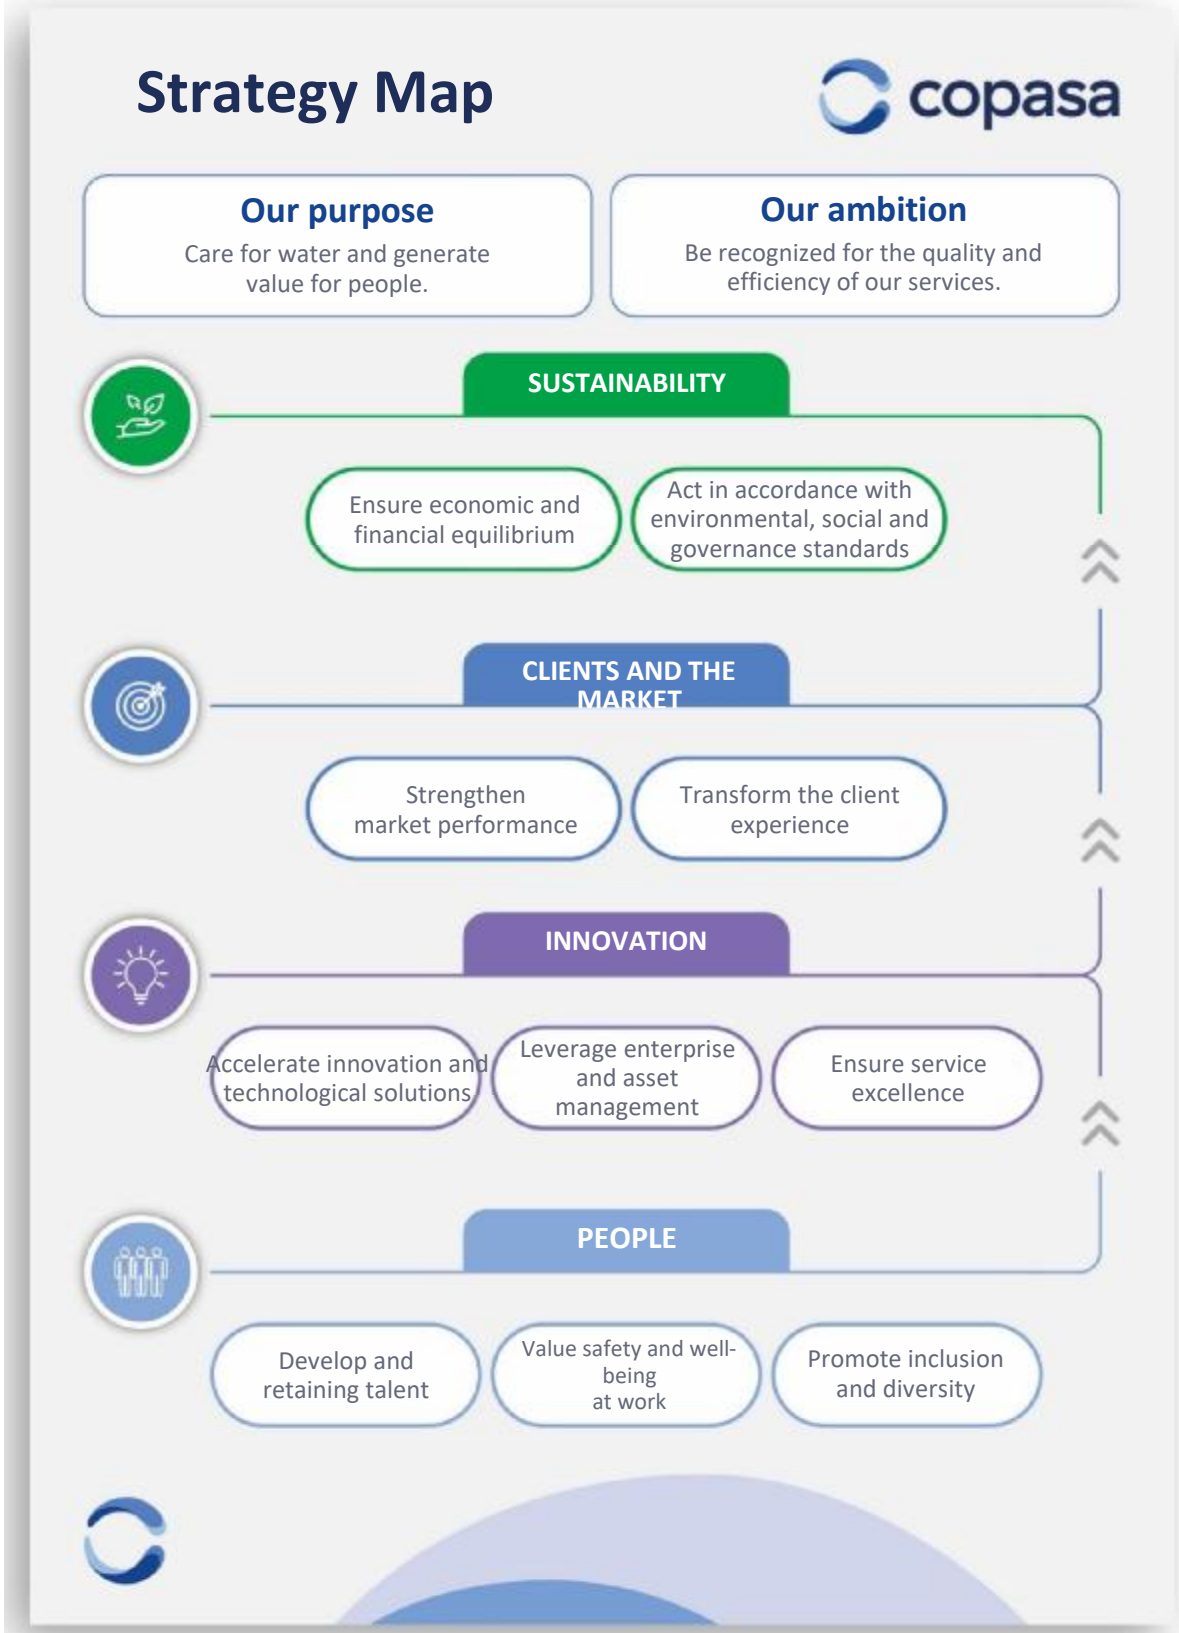 Strategy Map
copasa
Our purpose
Care for water and generate
value for people.
Our ambition
Be recognized for the quality and
efficiency of our services.
SUSTAINABILITY
Ensure economic and
financial equilibrium
Act in accordance with
environmental, social and
governance standards
CLIENTS AND THE
MARKET
Strengthen
market performance
Transform the client
experience
INNOVATION
Accelerate innovation and
technological solutions
Leverage enterprise
and asset
management
Ensure service
excellence
PEOPLE
Develop and
retaining talent
Value safety and well-
being
at work
Promote inclusion
and diversity